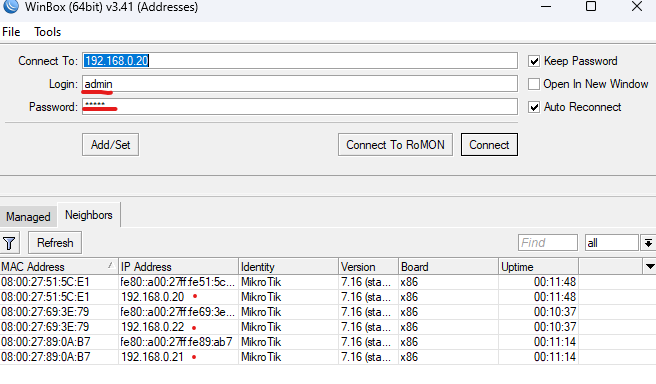 WinBox (64bit) v3.41 (Addresses)
File Tools
Connect To: 192.168.0.20 Keep Password
Login: admin Open In New Window
Password: ***** Auto Reconnect
Add/Set Connect To RoMON Connect
Managed Neighbors
Refresh Find all
MAC Address / IP Address Identity Version Board Uptime
08:00:27:51:5C:E1 fe80::a00:27ff:fe51:5c... MikroTik 7.16 (sta... x86 00:11:48
08:00:27:51:5C:E1 192.168.0.20 MikroTik 7.16 (sta... x86 00:11:48
08:00:27:69:3E:79 fe80::a00:27ff:fe69:3e... MikroTik 7.16 (sta... x86 00:10:37
08:00:27:69:3E:79 192.168.0.22 MikroTik 7.16 (sta... x86 00:10:37
08:00:27:89:0A:B7 fe80::a00:27ff:fe89:ab7 MikroTik 7.16 (sta... x86 00:11:14
08:00:27:89:0A:B7 192.168.0.21 MikroTik 7.16 (sta... x86 00:11:14